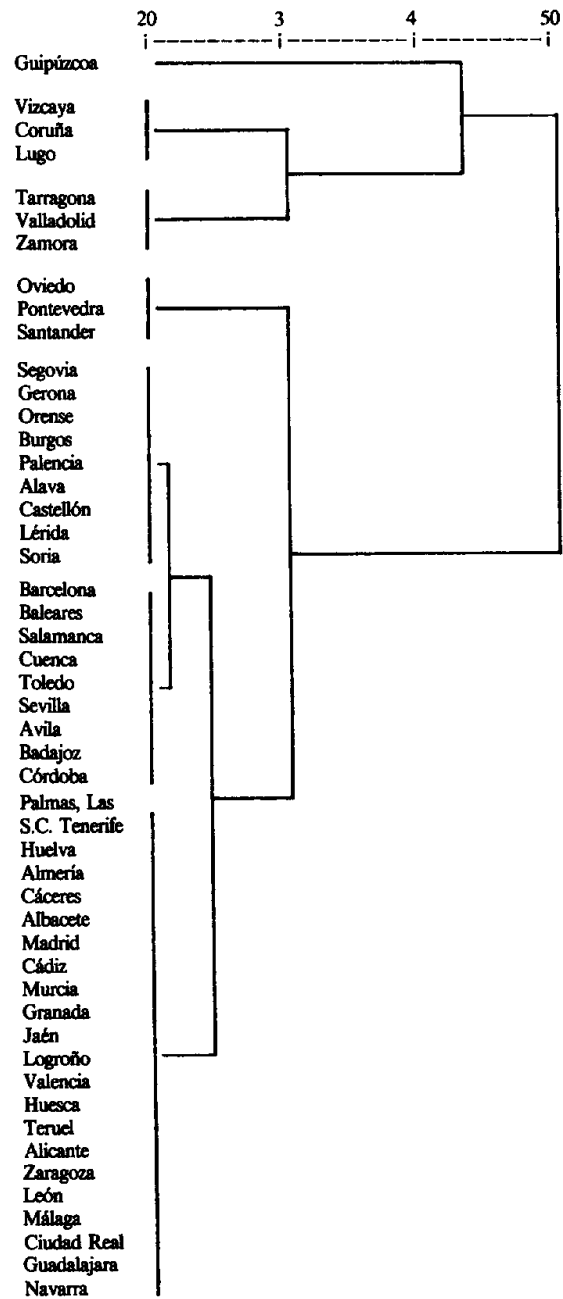 20 3 4 50
Guipúzcoa
Vizcaya
Coruña
Lugo
Tarragona
Valladolid
Zamora
Oviedo
Pontevedra
Santander
Segovia
Gerona
Orense
Burgos
Palencia
Alava
Castellón
Lérida
Soria
Barcelona
Baleares
Salamanca
Cuenca
Toledo
Sevilla
Avila
Badajoz
Córdoba
Palmas, Las
S.C. Tenerife
Huelva
Almería
Cáceres
Albacete
Madrid
Cádiz
Murcia
Granada
Jaén
Logroño
Valencia
Huesca
Teruel
Alicante
Zaragoza
León
Málaga
Ciudad Real
Guadalajara
Navarra